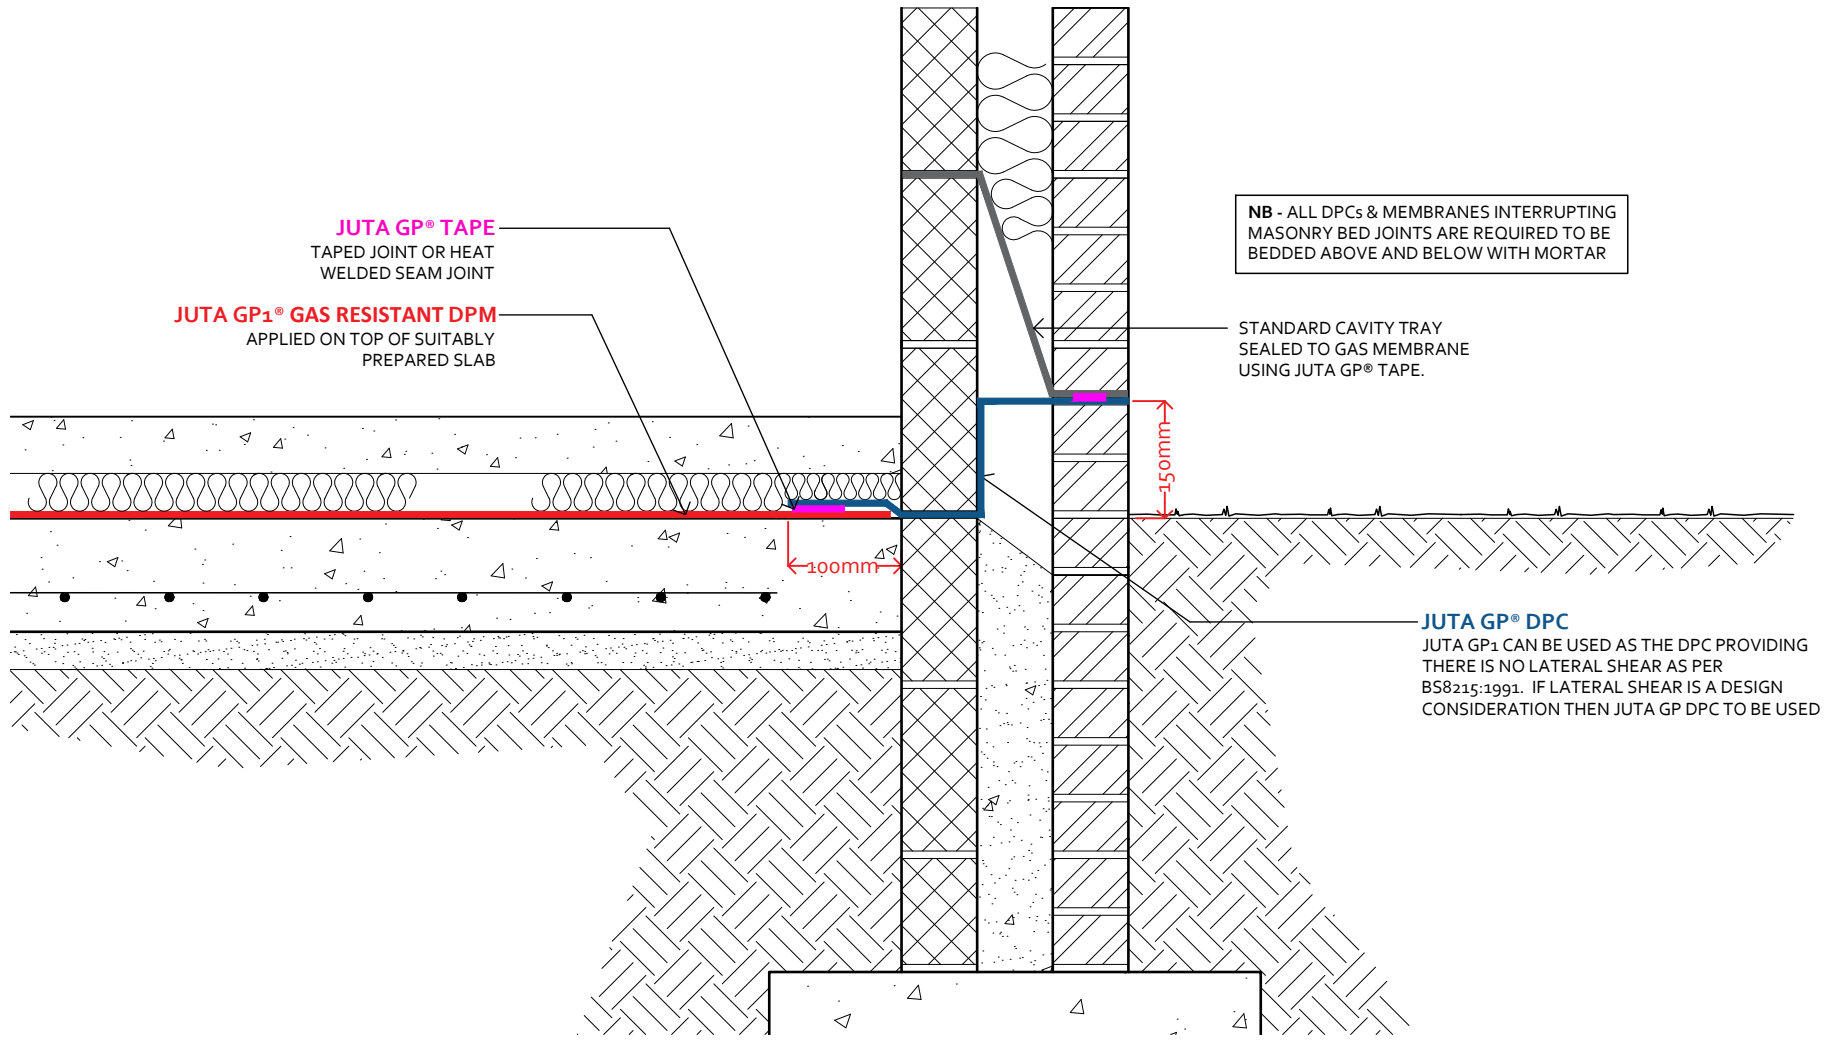 JUTA GP® TAPE
TAPED JOINT OR HEAT
WELDED SEAM JOINT
JUTA GP1® GAS RESISTANT DPM
APPLIED ON TOP OF SUITABLY
PREPARED SLAB
NB - ALL DPCs & MEMBRANES INTERRUPTING
MASONRY BED JOINTS ARE REQUIRED TO BE
BEDDED ABOVE AND BELOW WITH MORTAR
STANDARD CAVITY TRAY
SEALED TO GAS MEMBRANE
USING JUTA GP® TAPE.
150mm
100mm
JUTA GP® DPC
JUTA GP1 CAN BE USED AS THE DPC PROVIDING
THERE IS NO LATERAL SHEAR AS PER
BS8215:1991. IF LATERAL SHEAR IS A DESIGN
CONSIDERATION THEN JUTA GP DPC TO BE USED